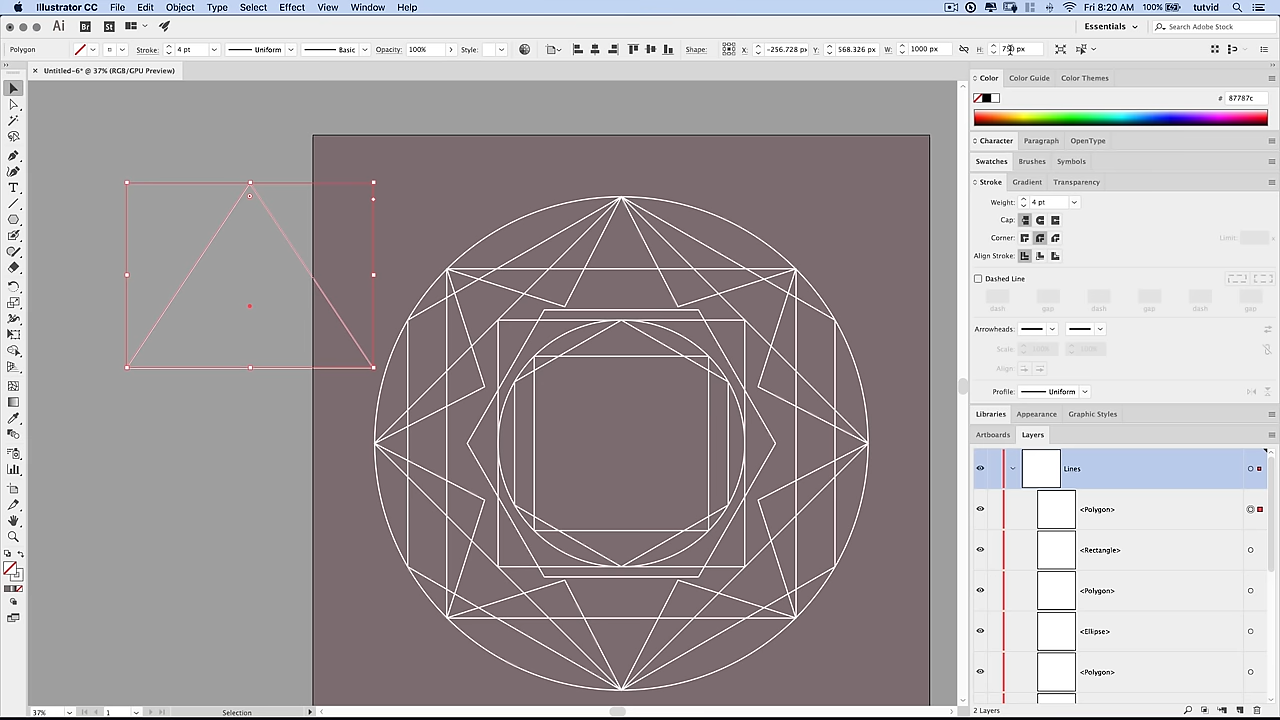 Illustrator CC File Edit Object Type Select Effect View Window Help Fri 8:20 AM 100% tutvid
Ai Br St Essentials Search Adobe Stock
Polygon Stroke: 4 pt Uniform Basic Opacity: 100% Style: Shape: X: -256.728 px Y: 568.326 px W: 1000 px H: px
× Untitled-6* @ 37% (RGB/GPU Preview)
Color Color Guide Color Themes
# 87787c
Character Paragraph OpenType
Swatches Brushes Symbols
Stroke Gradient Transparency
Weight: 4 pt
Cap:
Corner: Limit:
Align Stroke:
Dashed Line
dash gap dash gap dash gap
Arrowheads:
Scale: 100% 100%
Align
Profile: Uniform
Libraries Appearance Graphic Styles
Artboards Layers
Lines
<Polygon>
<Rectangle>
<Polygon>
<Ellipse>
<Polygon>
37% 1 Selection 2 Layers